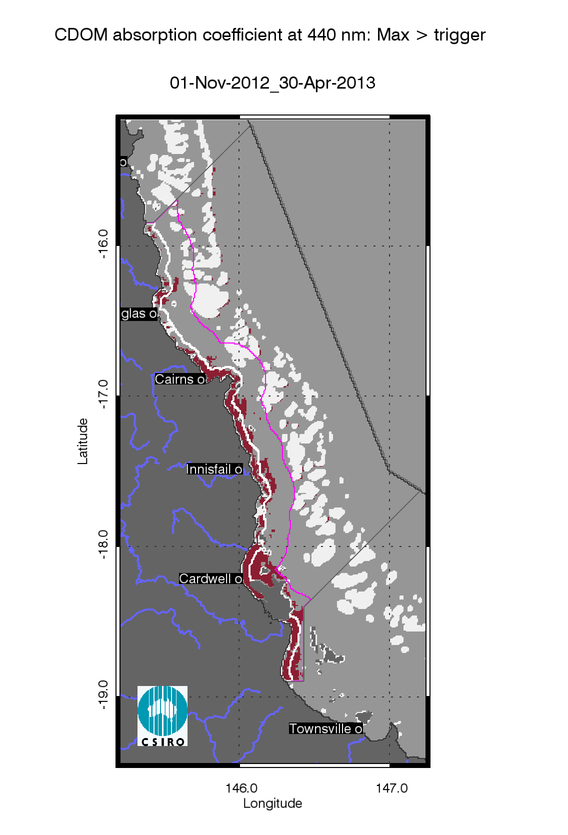 CDOM absorption coefficient at 440 nm: Max > trigger
01-Nov-2012_30-Apr-2013
o
-16.0
glas o
Cairns o
-17.0
Latitude
Innisfail o
-18.0
Cardwell o
-19.0
CSIRO
Townsville o
146.0 147.0
Longitude